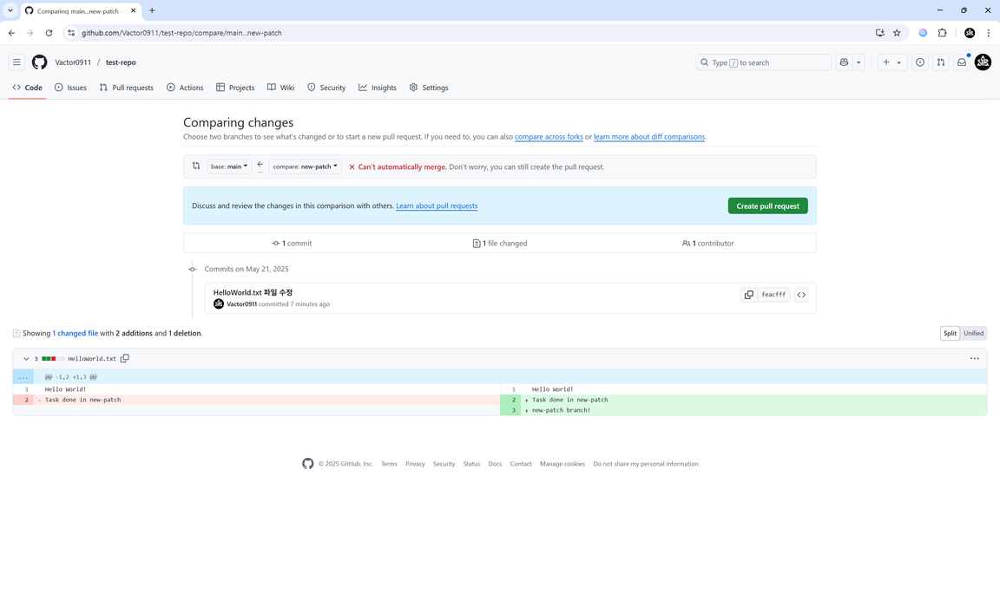 Comparing main...new-patch
github.com/Vactor0911/test-repo/compare/main...new-patch
Vactor0911 / test-repo
Type / to search
Code Issues Pull requests Actions Projects Wiki Security Insights Settings
Comparing changes
Choose two branches to see what's changed or to start a new pull request. If you need to, you can also compare across forks or learn more about diff comparisons.
base: main compare: new-patch Can't automatically merge. Don't worry, you can still create the pull request.
Discuss and review the changes in this comparison with others. Learn about pull requests Create pull request
1 commit 1 file changed 1 contributor
Commits on May 21, 2025
HelloWorld.txt 파일 수정
Vactor0911 committed 7 minutes ago
feacfff
Showing 1 changed file with 2 additions and 1 deletion.
Split Unified
3 HelloWorld.txt
@@ -1,2 +1,3 @@
1 Hello World! 1 Hello World!
2 - Task done in new-patch 2 + Task done in new-patch
3 + new-patch branch!
© 2025 GitHub, Inc. Terms Privacy Security Status Docs Contact Manage cookies Do not share my personal information